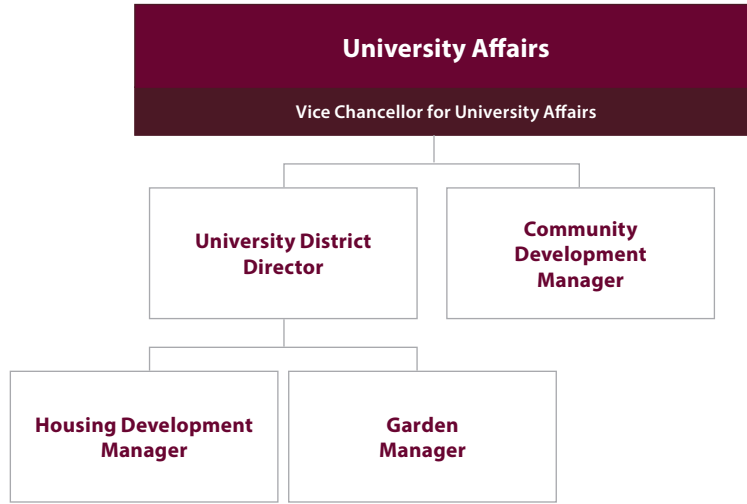 University Affairs
Vice Chancellor for University Affairs
University District
Director
Community
Development
Manager
Housing Development
Manager
Garden
Manager